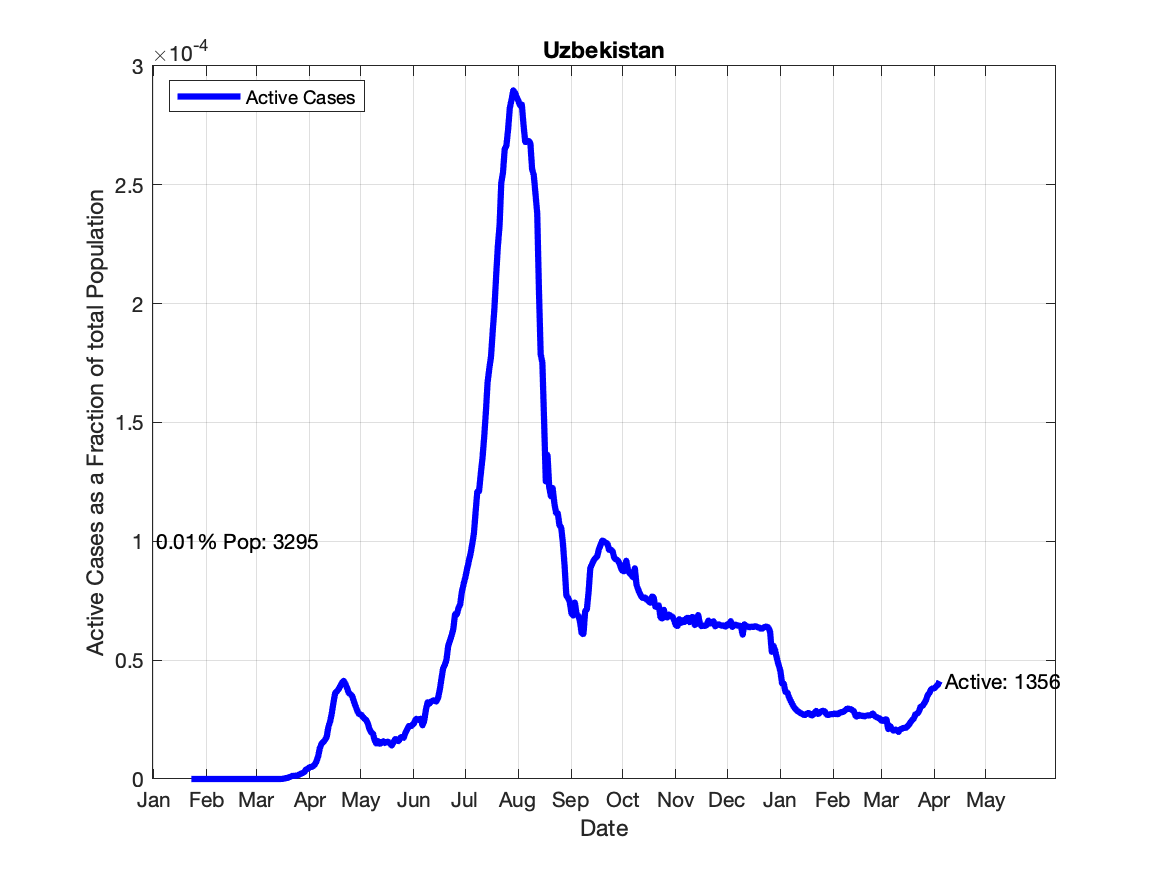 Uzbekistan
×10-4
Active Cases
3
2.5
2
1.5
1
0.5
0
0.01% Pop: 3295
Active: 1356
Active Cases as a Fraction of total Population
Jan Feb Mar Apr May Jun Jul Aug Sep Oct Nov Dec Jan Feb Mar Apr May
Date